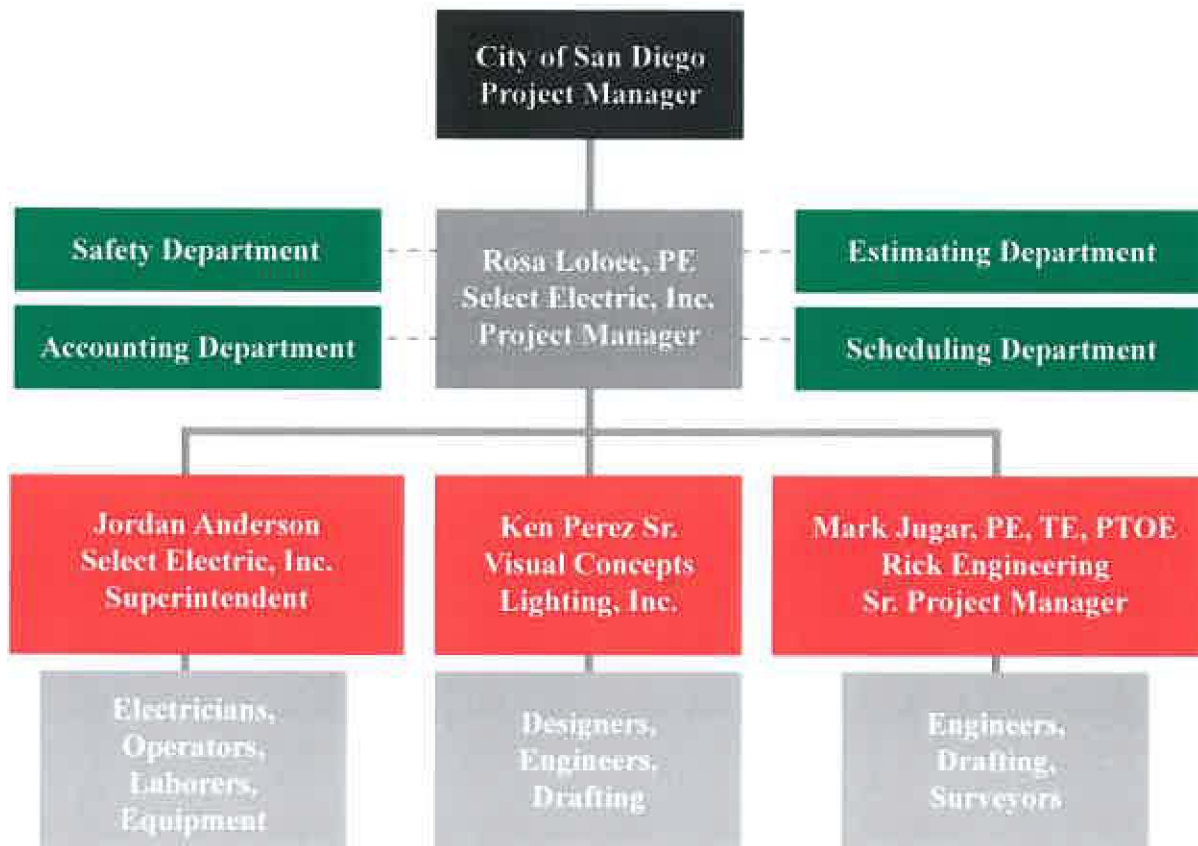 City of San Diego
Project Manager
Safety Department
Accounting Department
Rosa Loloee, PE
Select Electric, Inc.
Project Manager
Estimating Department
Scheduling Department
Jordan Anderson
Select Electric, Inc.
Superintendent
Ken Perez Sr.
Visual Concepts
Lighting, Inc.
Mark Jugar, PE, TE, PTOE
Rick Engineering
Sr. Project Manager
Electricians,
Operators,
Laborers,
Equipment
Designers,
Engineers,
Drafting
Engineers,
Drafting,
Surveyors